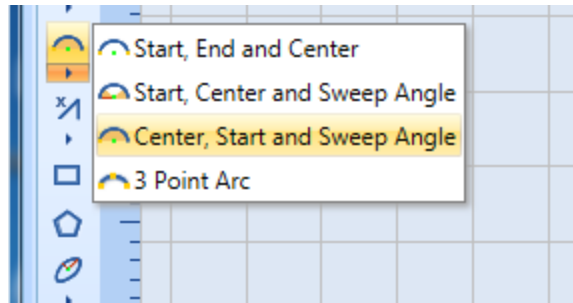 Start, End and Center
Start, Center and Sweep Angle
Center, Start and Sweep Angle
3 Point Arc